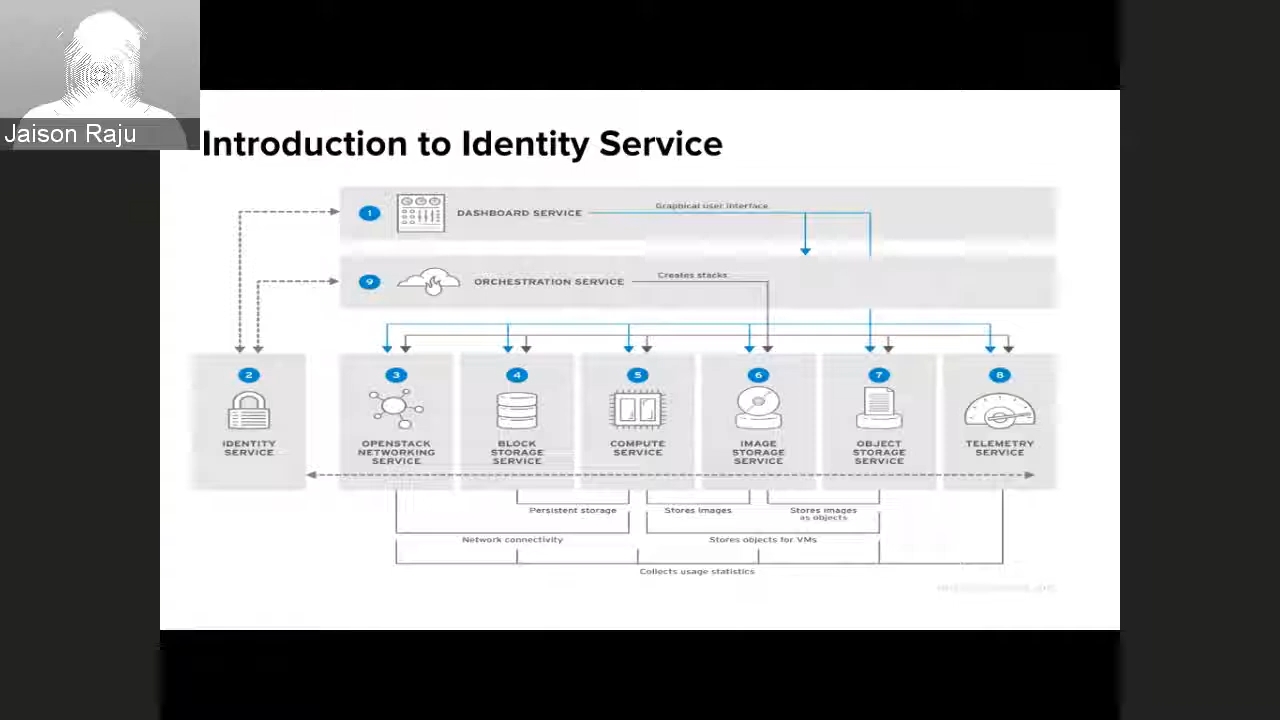 Jaison Raju
Introduction to Identity Service
1
DASHBOARD SERVICE
Graphical user interface
9
ORCHESTRATION SERVICE
Creates stacks
2
IDENTITY
SERVICE
3
OPENSTACK
NETWORKING
SERVICE
4
BLOCK
STORAGE
SERVICE
5
COMPUTE
SERVICE
6
IMAGE
STORAGE
SERVICE
7
OBJECT
STORAGE
SERVICE
8
TELEMETRY
SERVICE
Persistent storage
Stores images
Stores images
as objects
Network connectivity
Stores objects for VMs
Collects usage statistics